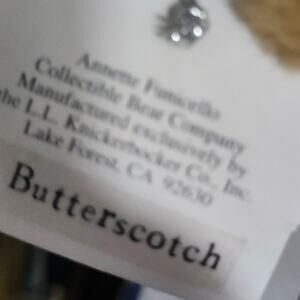 Annette Funicello
Collectible Bear Company
Manufactured exclusively by
the L.L. Knickerbocker Co., Inc.
Lake Forest, CA 92630
Butterscotch